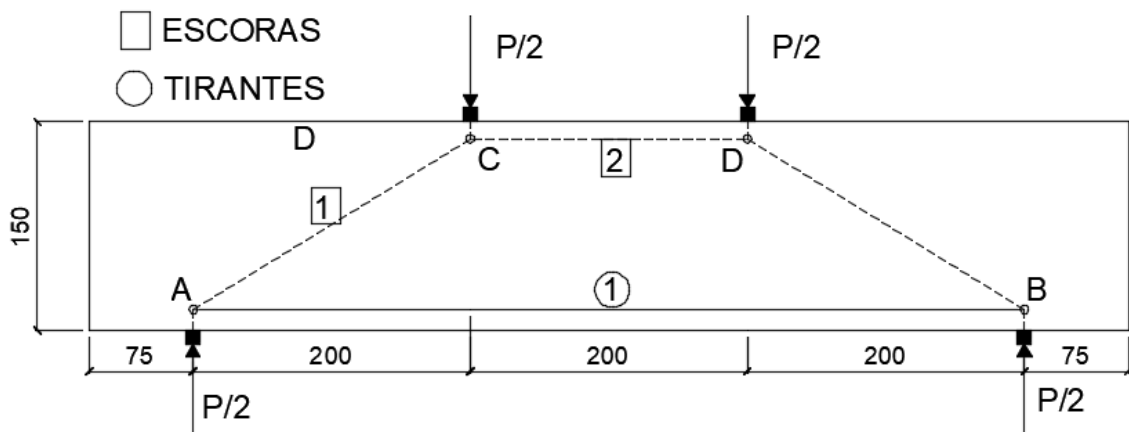 ESCORAS
TIRANTES
P/2 P/2
D
C 2 D
1
150
A 1 B
75 200 200 200 75
P/2 P/2